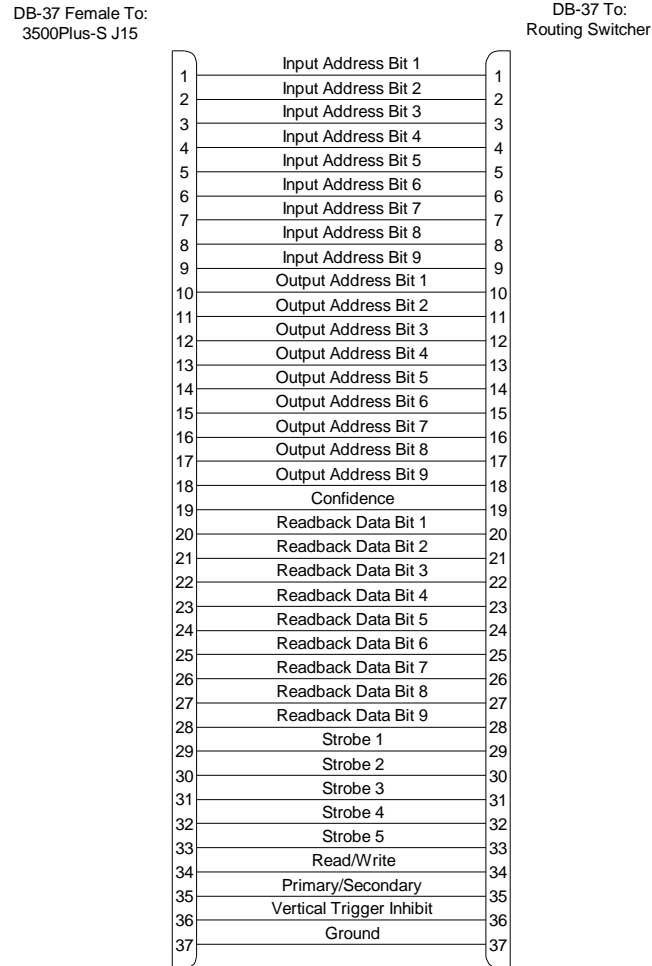 DB-37 Female To:
3500Plus-S J15
DB-37 To:
Routing Switcher
Input Address Bit 1
1 1
Input Address Bit 2
2 2
Input Address Bit 3
3 3
Input Address Bit 4
4 4
Input Address Bit 5
5 5
Input Address Bit 6
6 6
Input Address Bit 7
7 7
Input Address Bit 8
8 8
Input Address Bit 9
9 9
Output Address Bit 1
10 10
Output Address Bit 2
11 11
Output Address Bit 3
12 12
Output Address Bit 4
13 13
Output Address Bit 5
14 14
Output Address Bit 6
15 15
Output Address Bit 7
16 16
Output Address Bit 8
17 17
Output Address Bit 9
18 18
Confidence
19 19
Readback Data Bit 1
20 20
Readback Data Bit 2
21 21
Readback Data Bit 3
22 22
Readback Data Bit 4
23 23
Readback Data Bit 5
24 24
Readback Data Bit 6
25 25
Readback Data Bit 7
26 26
Readback Data Bit 8
27 27
Readback Data Bit 9
28 28
Strobe 1
29 29
Strobe 2
30 30
Strobe 3
31 31
Strobe 4
32 32
Strobe 5
33 33
Read/Write
34 34
Primary/Secondary
35 35
Vertical Trigger Inhibit
36 36
Ground
37 37